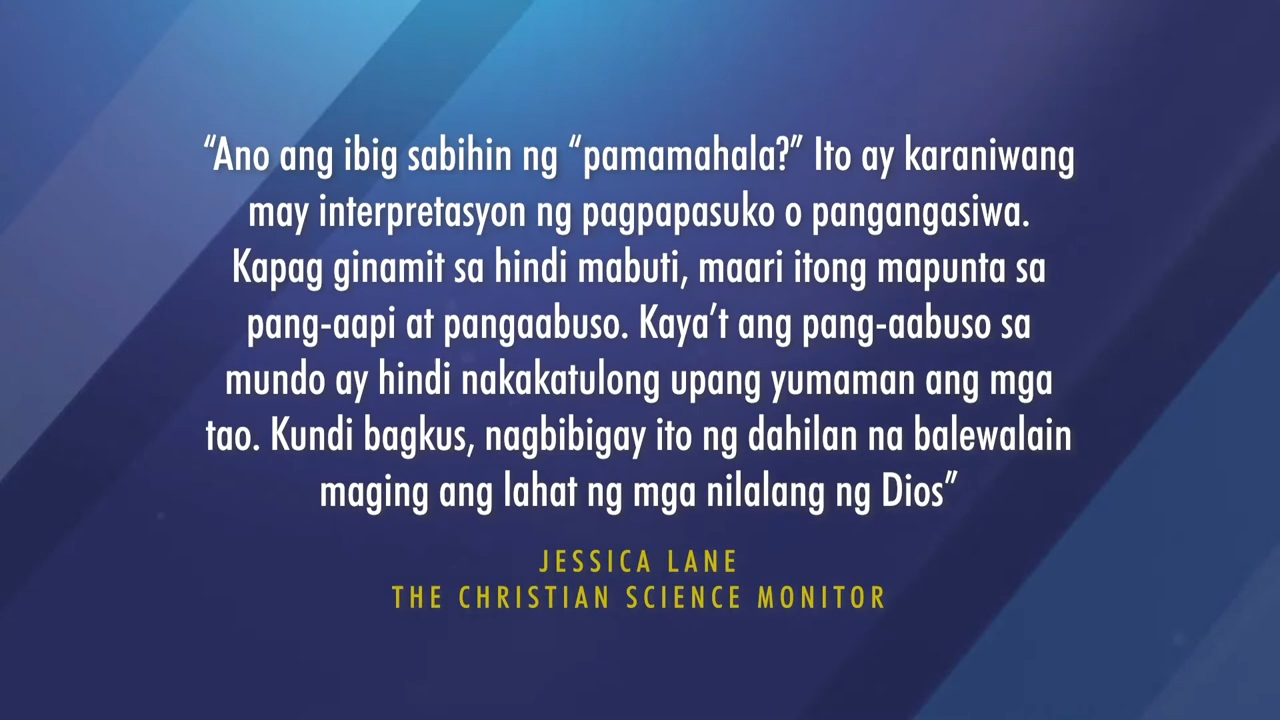 “Ano ang ibig sabihin ng “pamamahala?” Ito ay karaniwang
may interpretasyon ng pagpapasuko o pangangasiwa.
Kapag ginamit sa hindi mabuti, maari itong mapunta sa
pang-aapi at pangaabuso. Kaya’t ang pang-aabuso sa
mundo ay hindi nakakatulong upang yumaman ang mga
tao. Kundi bagkus, nagbibigay ito ng dahilan na balewalain
maging ang lahat ng mga nilalang ng Dios”
JESSICA LANE
THE CHRISTIAN SCIENCE MONITOR